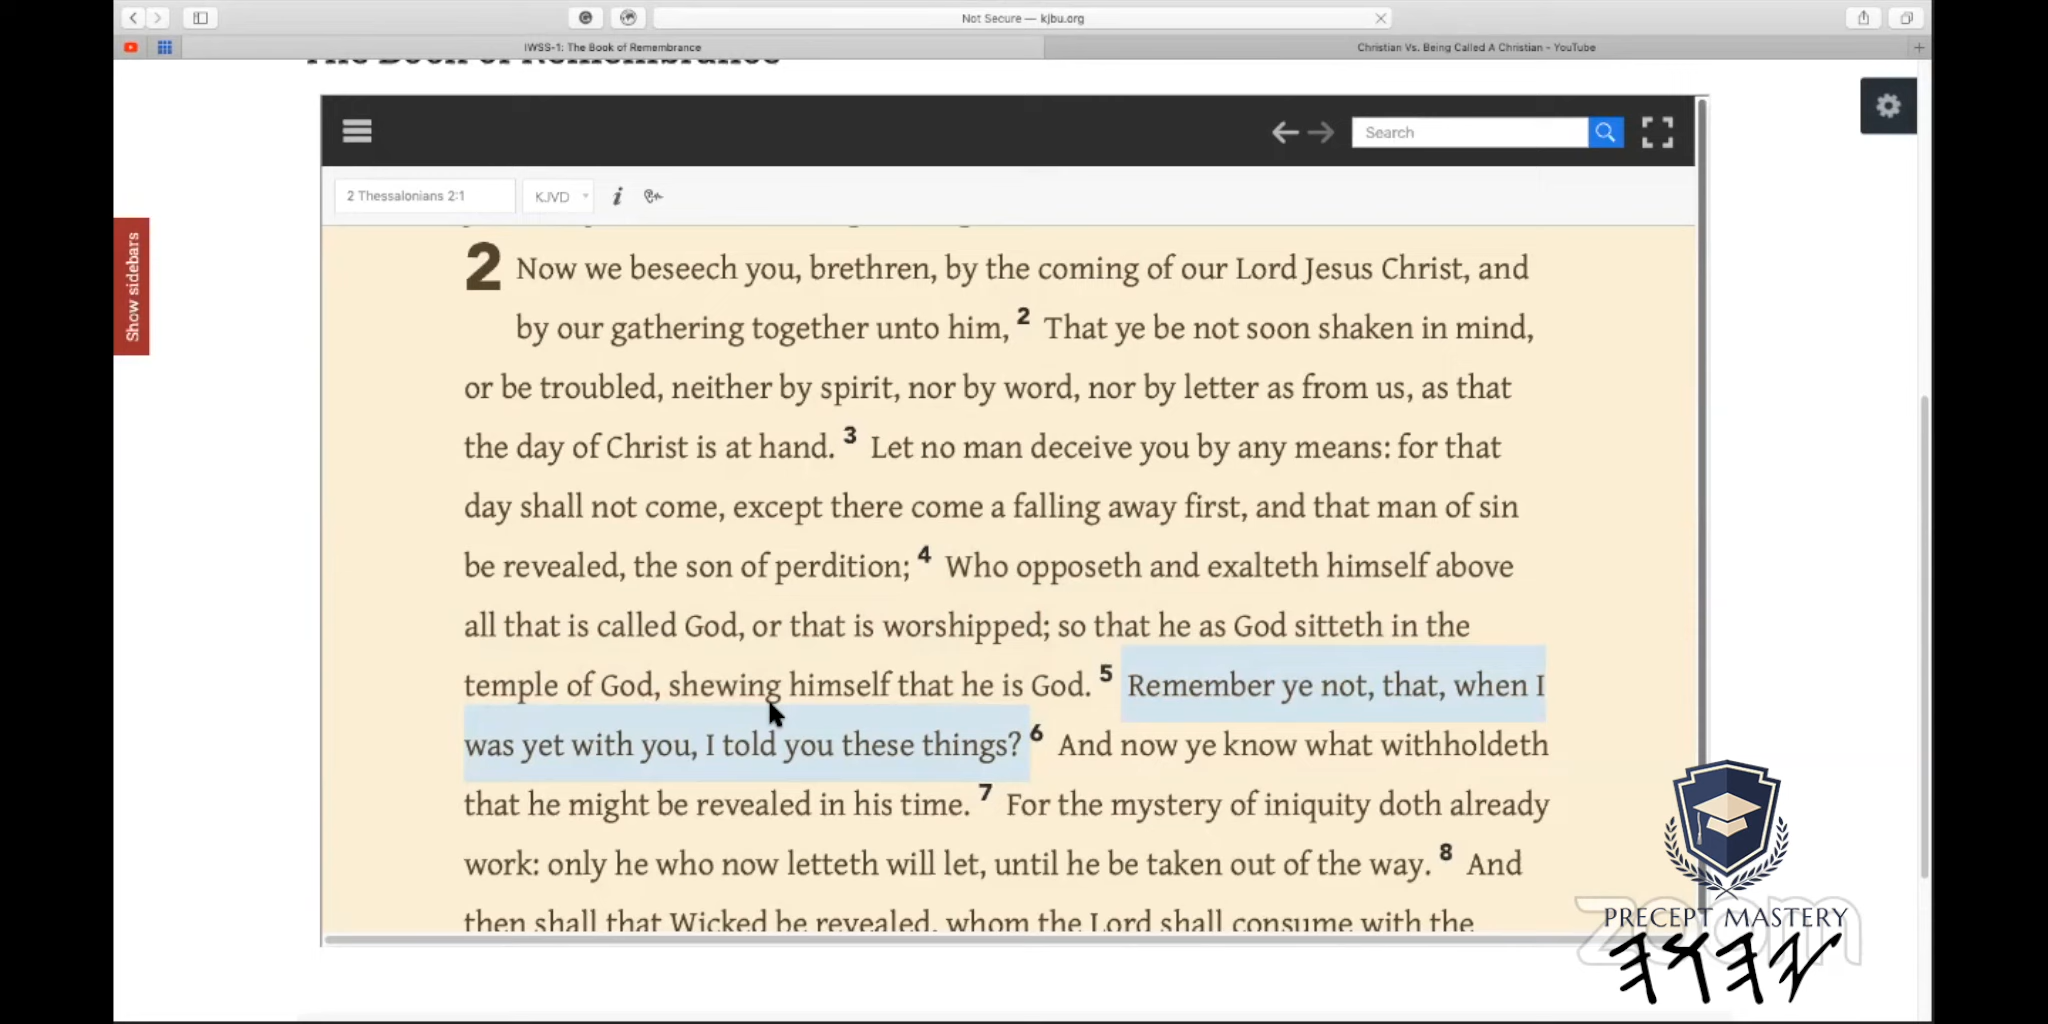 Not Secure — kjbu.org
IWSS-1: The Book of Remembrance
Christian Vs. Being Called A Christian - YouTube
The Book of Remembrance
Search
2 Thessalonians 2:1
KJVD
Show sidebars
2 Now we beseech you, brethren, by the coming of our Lord Jesus Christ, and
by our gathering together unto him, 2 That ye be not soon shaken in mind,
or be troubled, neither by spirit, nor by word, nor by letter as from us, as that
the day of Christ is at hand. 3 Let no man deceive you by any means: for that
day shall not come, except there come a falling away first, and that man of sin
be revealed, the son of perdition; 4 Who opposeth and exalteth himself above
all that is called God, or that is worshipped; so that he as God sitteth in the
temple of God, shewing himself that he is God. 5 Remember ye not, that, when I
was yet with you, I told you these things? 6 And now ye know what withholdeth
that he might be revealed in his time. 7 For the mystery of iniquity doth already
work: only he who now letteth will let, until he be taken out of the way. 8 And
then shall that Wicked be revealed, whom the Lord shall consume with the
PRECEPT MASTERY
zoom